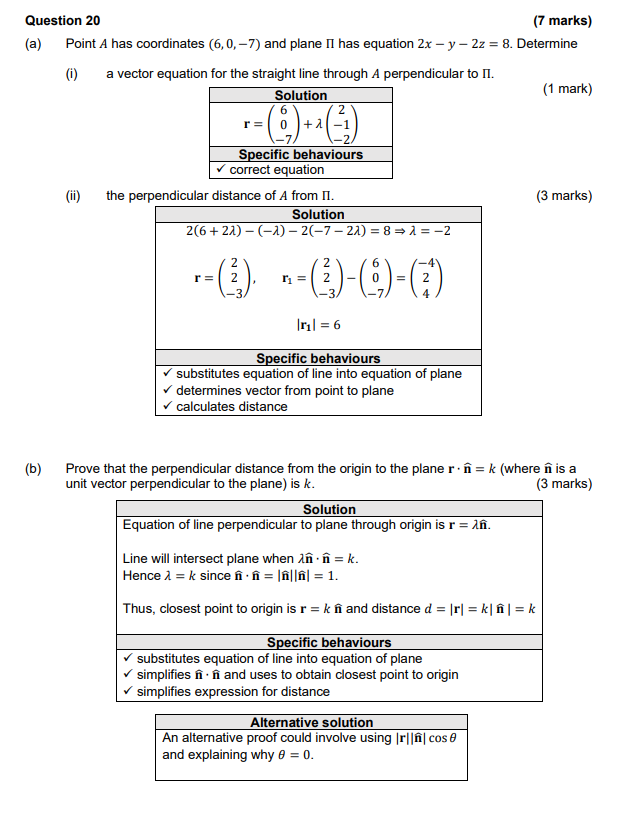 Question 20 (7 marks)
(a) Point A has coordinates (6, 0, −7) and plane Π has equation 2x − y − 2z = 8. Determine
(i) a vector equation for the straight line through A perpendicular to Π.
(1 mark)
Solution
r = (6 0 −7) + λ(2 −1 −2)
Specific behaviours
✓ correct equation
(ii) the perpendicular distance of A from Π. (3 marks)
Solution
2(6 + 2λ) − (−λ) − 2(−7 − 2λ) = 8 ⇒ λ = −2
r = (2 2 −3), r₁ = (2 2 −3) − (6 0 −7) = (−4 2 4)
|r₁| = 6
Specific behaviours
✓ substitutes equation of line into equation of plane
✓ determines vector from point to plane
✓ calculates distance
(b) Prove that the perpendicular distance from the origin to the plane r · n̂ = k (where n̂ is a
unit vector perpendicular to the plane) is k. (3 marks)
Solution
Equation of line perpendicular to plane through origin is r = λn̂.
Line will intersect plane when λn̂ · n̂ = k.
Hence λ = k since n̂ · n̂ = |n̂||n̂| = 1.
Thus, closest point to origin is r = k n̂ and distance d = |r| = k| n̂ | = k
Specific behaviours
✓ substitutes equation of line into equation of plane
✓ simplifies n̂ · n̂ and uses to obtain closest point to origin
✓ simplifies expression for distance
Alternative solution
An alternative proof could involve using |r||n̂| cos θ
and explaining why θ = 0.